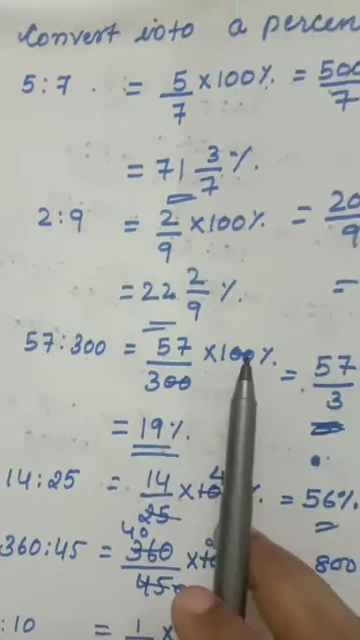 Convert into a percen
5:7 = 5/7 ×100% = 500/7
= 71 3/7 %.
2:9 = 2/9 ×100% = 20/9
= 22 2/9 % =
57:300 = 57/300 ×100% = 57/3
= 19%
14:25 = 14/25 × % = 56%
360:45 = 360/45 × 800
:10 = 1/ ×